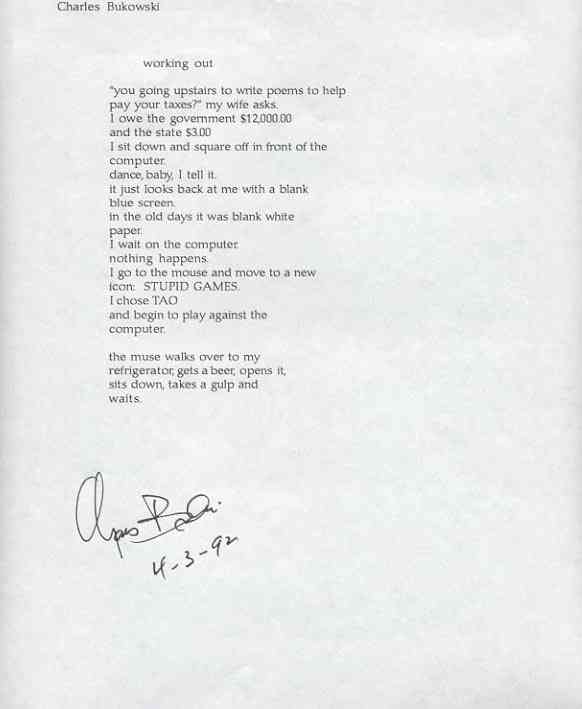 Charles Bukowski
working out
"you going upstairs to write poems to help
pay your taxes?" my wife asks.
I owe the government $12,000.00
and the state $3.00
I sit down and square off in front of the
computer.
dance, baby, I tell it.
it just looks back at me with a blank
blue screen.
in the old days it was blank white
paper.
I wait on the computer.
nothing happens.
I go to the mouse and move to a new
icon: STUPID GAMES.
I chose TAO
and begin to play against the
computer.
the muse walks over to my
refrigerator, gets a beer, opens it,
sits down, takes a gulp and
waits.
4-3-92